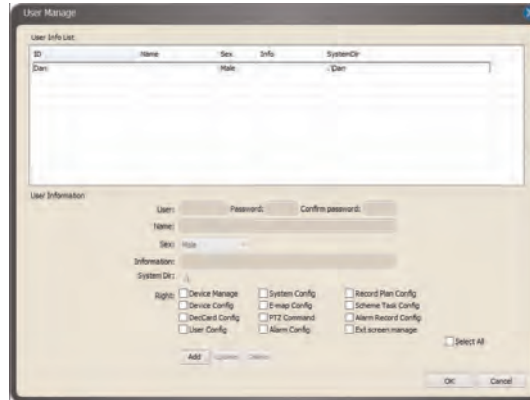 User Manage
User Info List
ID Name Sex Info SystemDir
Dan Male .\Dan
User Information
User: Password: Confirm password:
Name:
Sex: Male
Information:
System Dir: .\
Right: Device Manage System Config Record Plan Config
Device Config E-map Config Scheme Task Config
DecCard Config PTZ Command Alarm Record Config
User Config Alarm Config Ext screen manage
Select All
Add Update Delete
OK Cancel